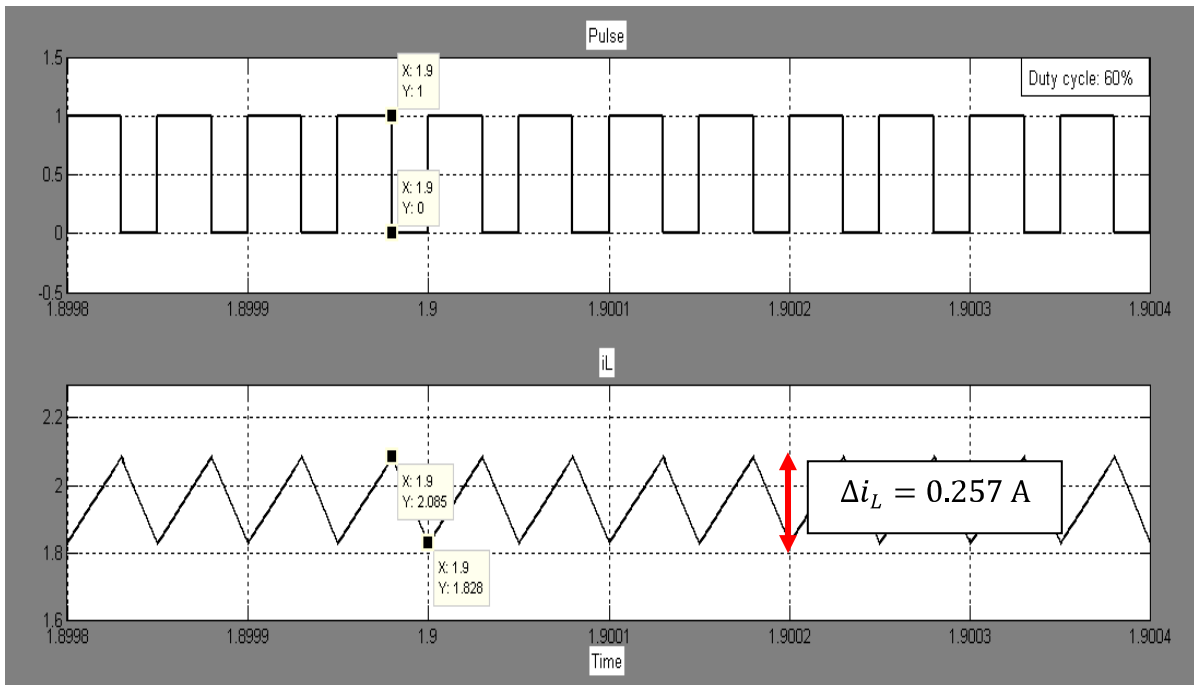 Pulse
1.5
1
0.5
0
-0.5
X: 1.9
Y: 1
X: 1.9
Y: 0
Duty cycle: 60%
1.8998
1.8999
1.9
1.9001
1.9002
1.9003
1.9004
iL
2.2
2
1.8
1.6
X: 1.9
Y: 2.085
X: 1.9
Y: 1.828
Δi_L = 0.257 A
1.8998
1.8999
1.9
1.9001
1.9002
1.9003
1.9004
Time